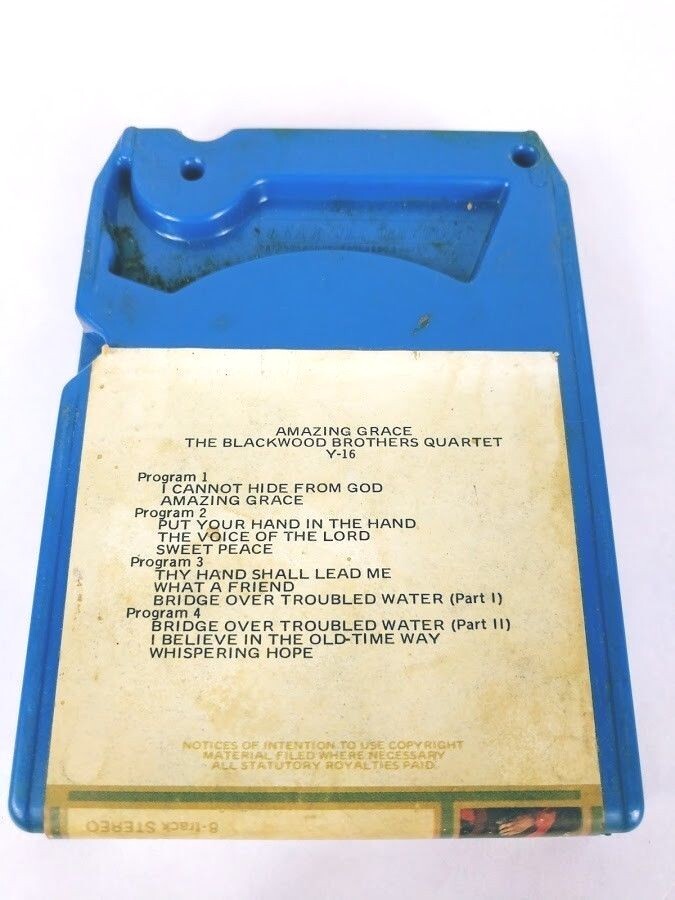 AMAZING GRACE
THE BLACKWOOD BROTHERS QUARTET
Y-16
Program 1
I CANNOT HIDE FROM GOD
AMAZING GRACE
Program 2
PUT YOUR HAND IN THE HAND
THE VOICE OF THE LORD
SWEET PEACE
Program 3
THY HAND SHALL LEAD ME
WHAT A FRIEND
BRIDGE OVER TROUBLED WATER (Part I)
Program 4
BRIDGE OVER TROUBLED WATER (Part II)
I BELIEVE IN THE OLD-TIME WAY
WHISPERING HOPE
NOTICES OF INTENTION TO USE COPYRIGHT
MATERIAL FILED WHERE NECESSARY
ALL STATUTORY ROYALTIES PAID
8-track STEREO